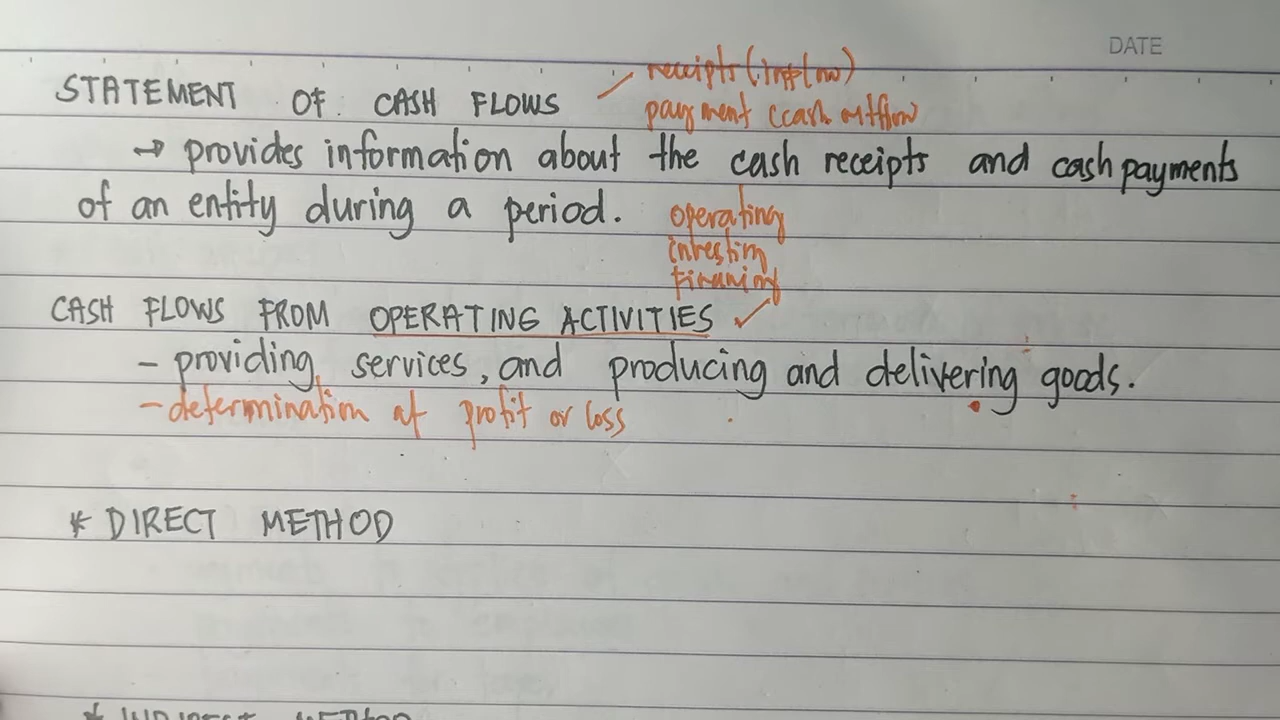 DATE
receipts (inflow)
STATEMENT OF CASH FLOWS
payment (cash outflow
→ provides information about the cash receipts and cash payments
of an entity during a period.
operating
investing
financing
CASH FLOWS FROM OPERATING ACTIVITIES ✓
- providing services, and producing and delivering goods.
- determination of profit or loss
* DIRECT METHOD
* INDIRECT METHOD